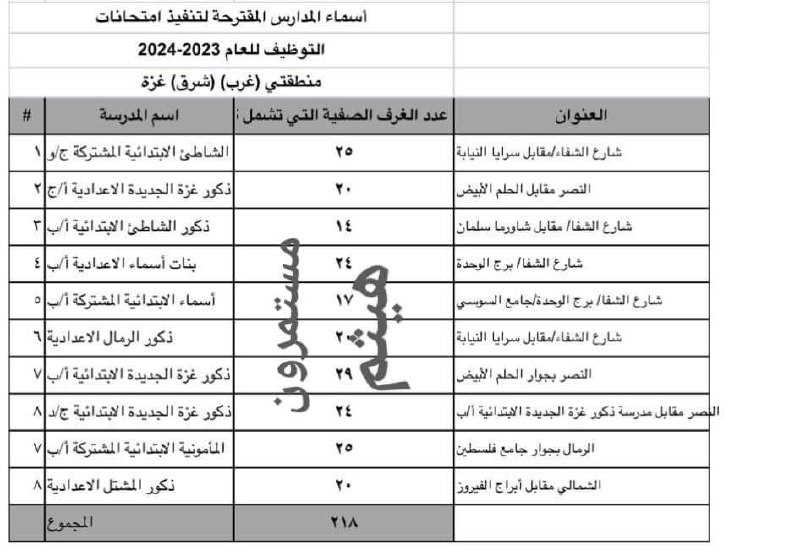 أسماء المدارس المقترحة لتنفيذ امتحانات
التوظيف للعام 2023-2024
منطقتي (غرب) (شرق) غزة
# اسم المدرسة عدد الغرف الصفية التي تشمل العنوان
١ الشاطئ الابتدائية المشتركة ج/و ٢٥ شارع الشفاء/مقابل سرايا النيابة
٢ ذكور غزة الجديدة الاعدادية أ/ج ٢٠ النصر مقابل الحلم الأبيض
٣ ذكور الشاطئ الابتدائية أ/ب ١٤ شارع الشفا/ مقابل شاورما سلمان
٤ بنات أسماء الاعدادية أ/ب ٢٤ شارع الشفا/ برج الوحدة
٥ أسماء الابتدائية المشتركة أ/ب ١٧ شارع الشفا/ برج الوحدة/جامع السوسي
٦ ذكور الرمال الاعدادية ٢٠ شارع الشفاء/مقابل سرايا النيابة
٧ ذكور غزة الجديدة الابتدائية أ/ب ٢٩ النصر بجوار الحلم الأبيض
٨ ذكور غزة الجديدة الابتدائية ج/د ٢٤ النصر مقابل مدرسة ذكور غزة الجديدة الابتدائية أ/ب
٧ المأمونية الابتدائية المشتركة أ/ب ٢٥ الرمال بجوار جامع فلسطين
٨ ذكور المشتل الاعدادية ٢٠ الشمالي مقابل أبراج الفيروز
المجموع ٢١٨
مستمرون
هيثم